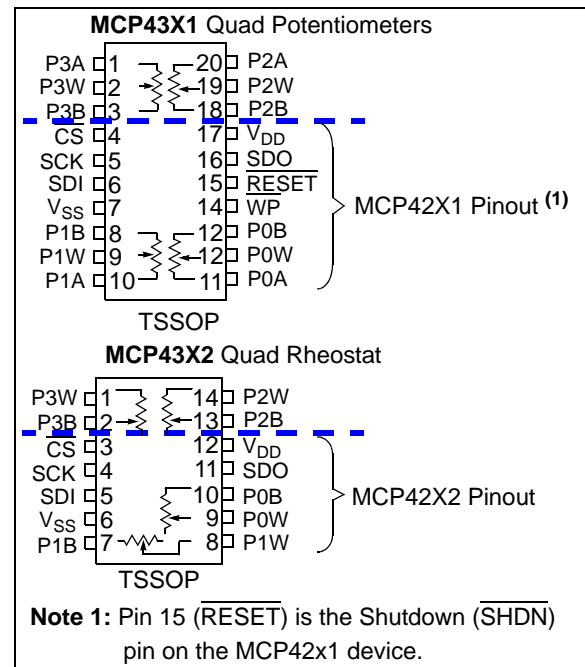 MCP43X1 Quad Potentiometers
P3A 1 20 P2A
P3W 2 19 P2W
P3B 3 18 P2B
CS 4 17 VDD
SCK 5 16 SDO
SDI 6 15 RESET
VSS 7 14 WP
P1B 8 12 P0B
P1W 9 12 P0W
P1A 10 11 P0A
MCP42X1 Pinout (1)
TSSOP
MCP43X2 Quad Rheostat
P3W 1 14 P2W
P3B 2 13 P2B
CS 3 12 VDD
SCK 4 11 SDO
SDI 5 10 P0B
VSS 6 9 P0W
P1B 7 8 P1W
MCP42X2 Pinout
TSSOP
Note 1: Pin 15 (RESET) is the Shutdown (SHDN)
pin on the MCP42x1 device.